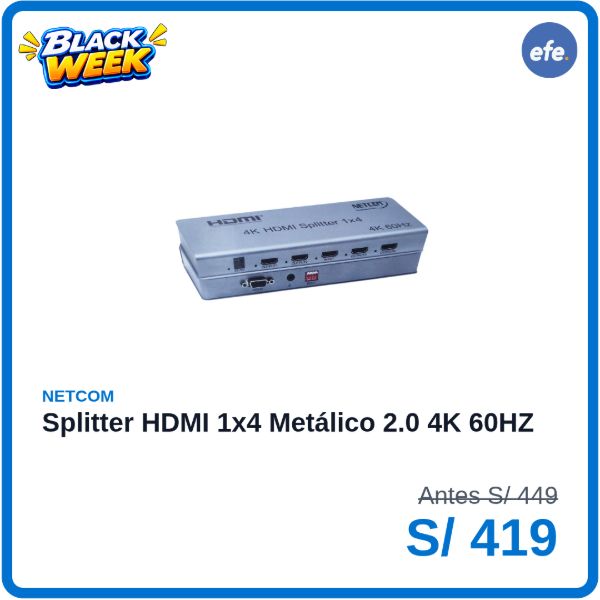 BLACK
WEEK
efe.
HDMI
NETCOM
4K HDMI Splitter 1x4
4K 60HZ
NETCOM
Splitter HDMI 1x4 Metálico 2.0 4K 60HZ
Antes S/ 449
S/ 419